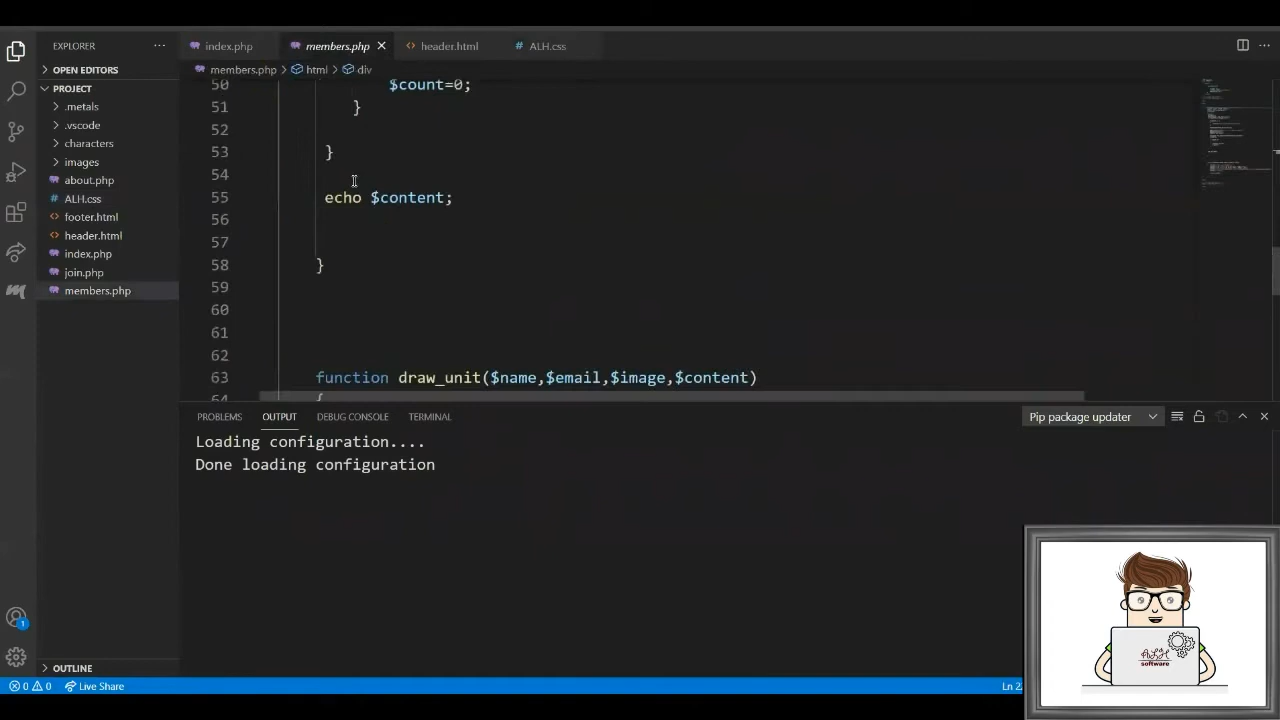 EXPLORER
index.php
members.php
header.html
ALH.css
OPEN EDITORS
members.php > html > div
PROJECT
.metals
.vscode
characters
images
about.php
ALH.css
footer.html
header.html
index.php
join.php
members.php
OUTLINE
50 $count=0;
51 }
52
53 }
54
55 echo $content;
56
57
58 }
59
60
61
62
63 function draw_unit($name,$email,$image,$content)
64 {
PROBLEMS OUTPUT DEBUG CONSOLE TERMINAL
Pip package updater
Loading configuration....
Done loading configuration
1
0 0 Live Share
ALH
software